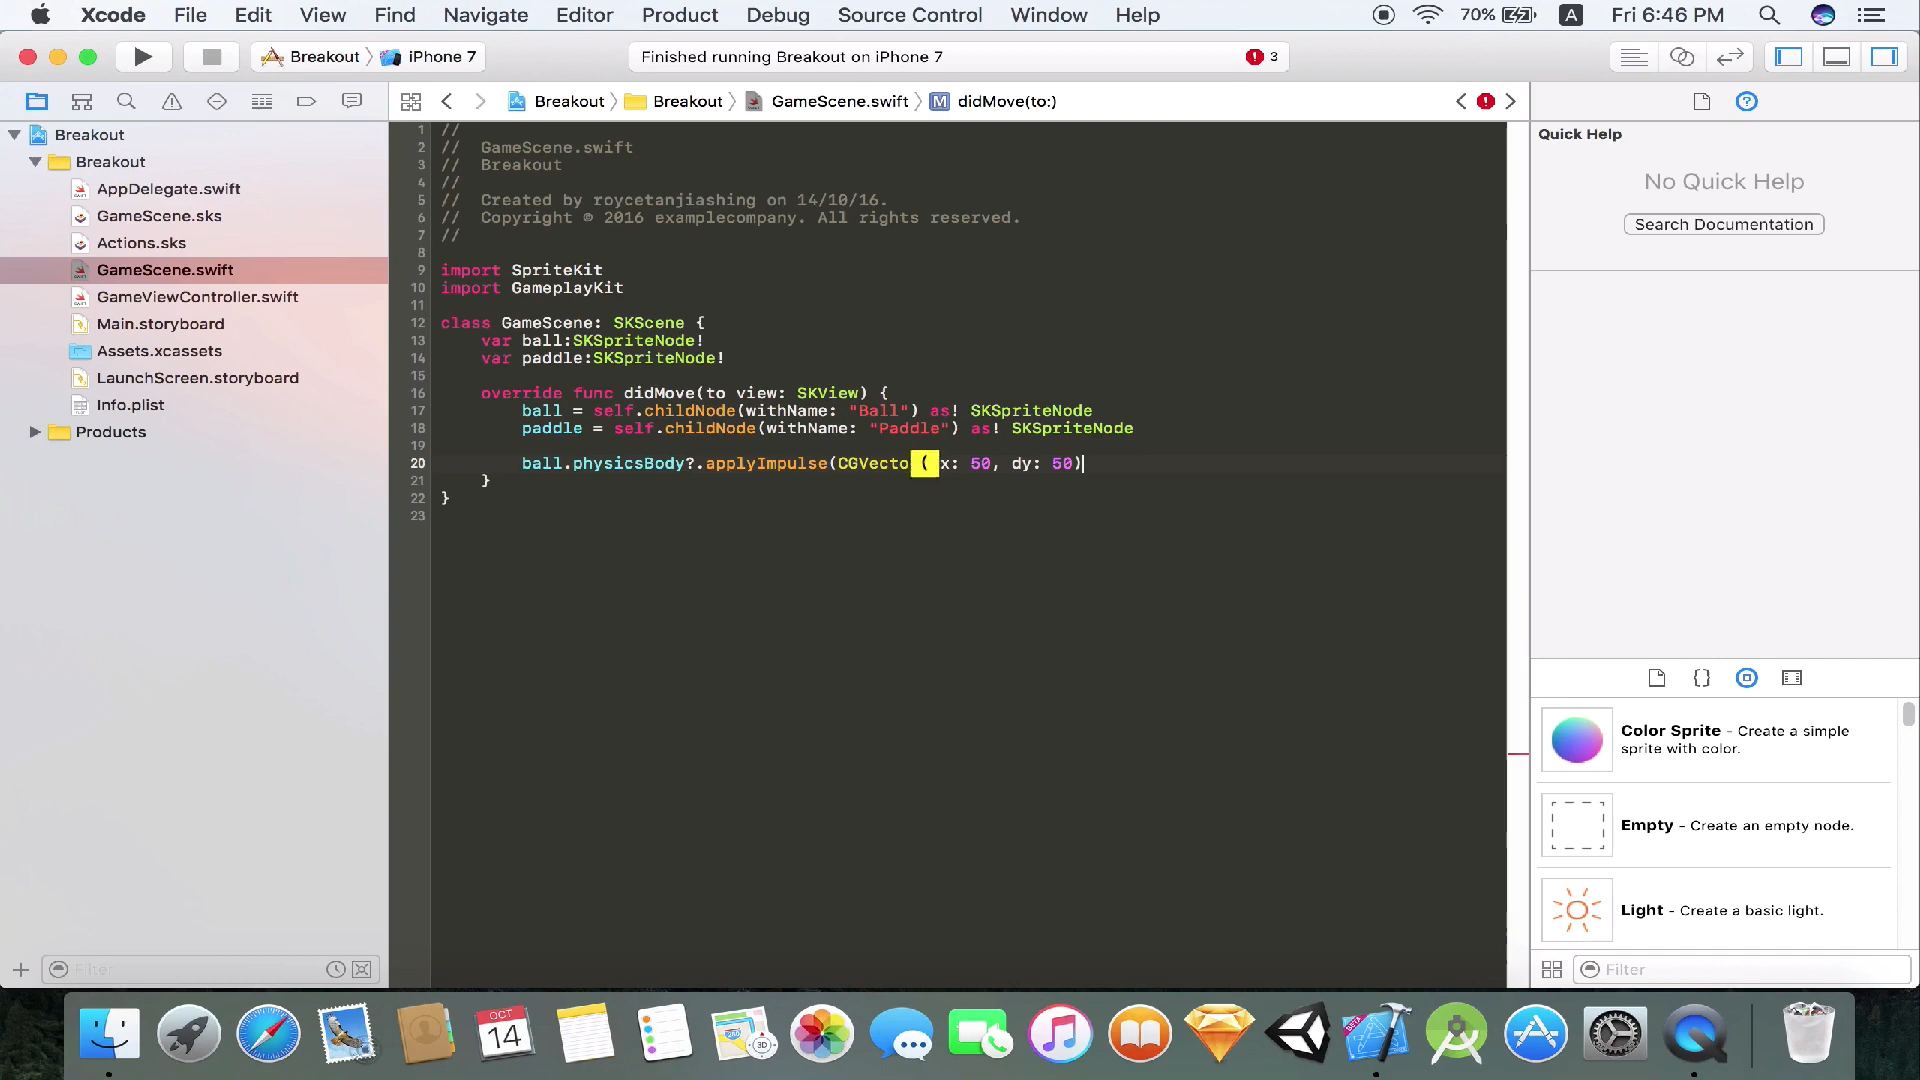 Xcode File Edit View Find Navigate Editor Product Debug Source Control Window Help 70% A Fri 6:46 PM
Breakout iPhone 7 Finished running Breakout on iPhone 7 3
Breakout Breakout GameScene.swift M didMove(to:)
Breakout
Breakout
AppDelegate.swift
GameScene.sks
Actions.sks
GameScene.swift
GameViewController.swift
Main.storyboard
Assets.xcassets
LaunchScreen.storyboard
Info.plist
Products
Filter
1 //
2 // GameScene.swift
3 // Breakout
4 //
5 // Created by roycetanjiashing on 14/10/16.
6 // Copyright © 2016 examplecompany. All rights reserved.
7 //
8
9 import SpriteKit
10 import GameplayKit
11
12 class GameScene: SKScene {
13 var ball:SKSpriteNode!
14 var paddle:SKSpriteNode!
15
16 override func didMove(to view: SKView) {
17 ball = self.childNode(withName: "Ball") as! SKSpriteNode
18 paddle = self.childNode(withName: "Paddle") as! SKSpriteNode
19
20 ball.physicsBody?.applyImpulse(CGVecto( x: 50, dy: 50)
21 }
22 }
23
Quick Help
No Quick Help
Search Documentation
Color Sprite - Create a simple
sprite with color.
Empty - Create an empty node.
Light - Create a basic light.
Filter
OCT
14
3D
BETA